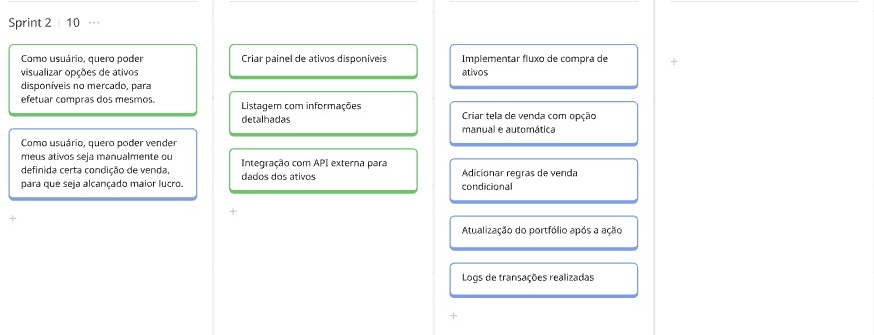 Sprint 2 | 10 ···
Como usuário, quero poder
visualizar opções de ativos
disponíveis no mercado, para
efetuar compras dos mesmos.
Como usuário, quero poder vender
meus ativos seja manualmente ou
definida certa condição de venda,
para que seja alcançado maior lucro.
+
Criar painel de ativos disponíveis
Listagem com informações
detalhadas
Integração com API externa para
dados dos ativos
+
Implementar fluxo de compra de
ativos
Criar tela de venda com opção
manual e automática
Adicionar regras de venda
condicional
Atualização do portfólio após a ação
Logs de transações realizadas
+
+